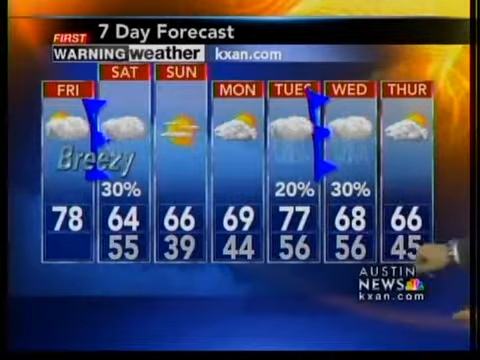 7 Day Forecast
FIRST
WARNING weather kxan.com
SAT SUN
FRI MON TUES WED THUR
Breezy
30% 20% 30%
78 64 66 69 77 68 66
55 39 44 56 56 45
AUSTIN
NEWS
kxan.com